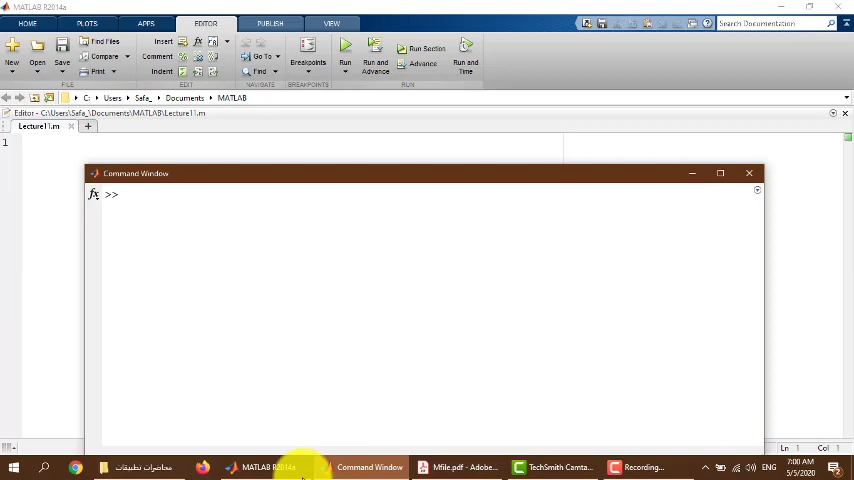 MATLAB R2014a
HOME PLOTS APPS EDITOR PUBLISH VIEW
Search Documentation
New Open Save Find Files Compare Print
Insert Comment Indent
fx
Go To Find
Breakpoints
Run Run and Advance Run Section Advance Run and Time
FILE EDIT NAVIGATE BREAKPOINTS RUN
C: Users Safa_ Documents MATLAB
Editor - C:\Users\Safa_\Documents\MATLAB\Lecture11.m
Lecture11.m
1
Command Window
fx >>
Ln 1 Col 1
محاضرات تطبيقات
MATLAB R2014a
Command Window
Mfile.pdf - Adobe...
TechSmith Camta...
Recording...
ENG
7:00 AM
5/5/2020
2